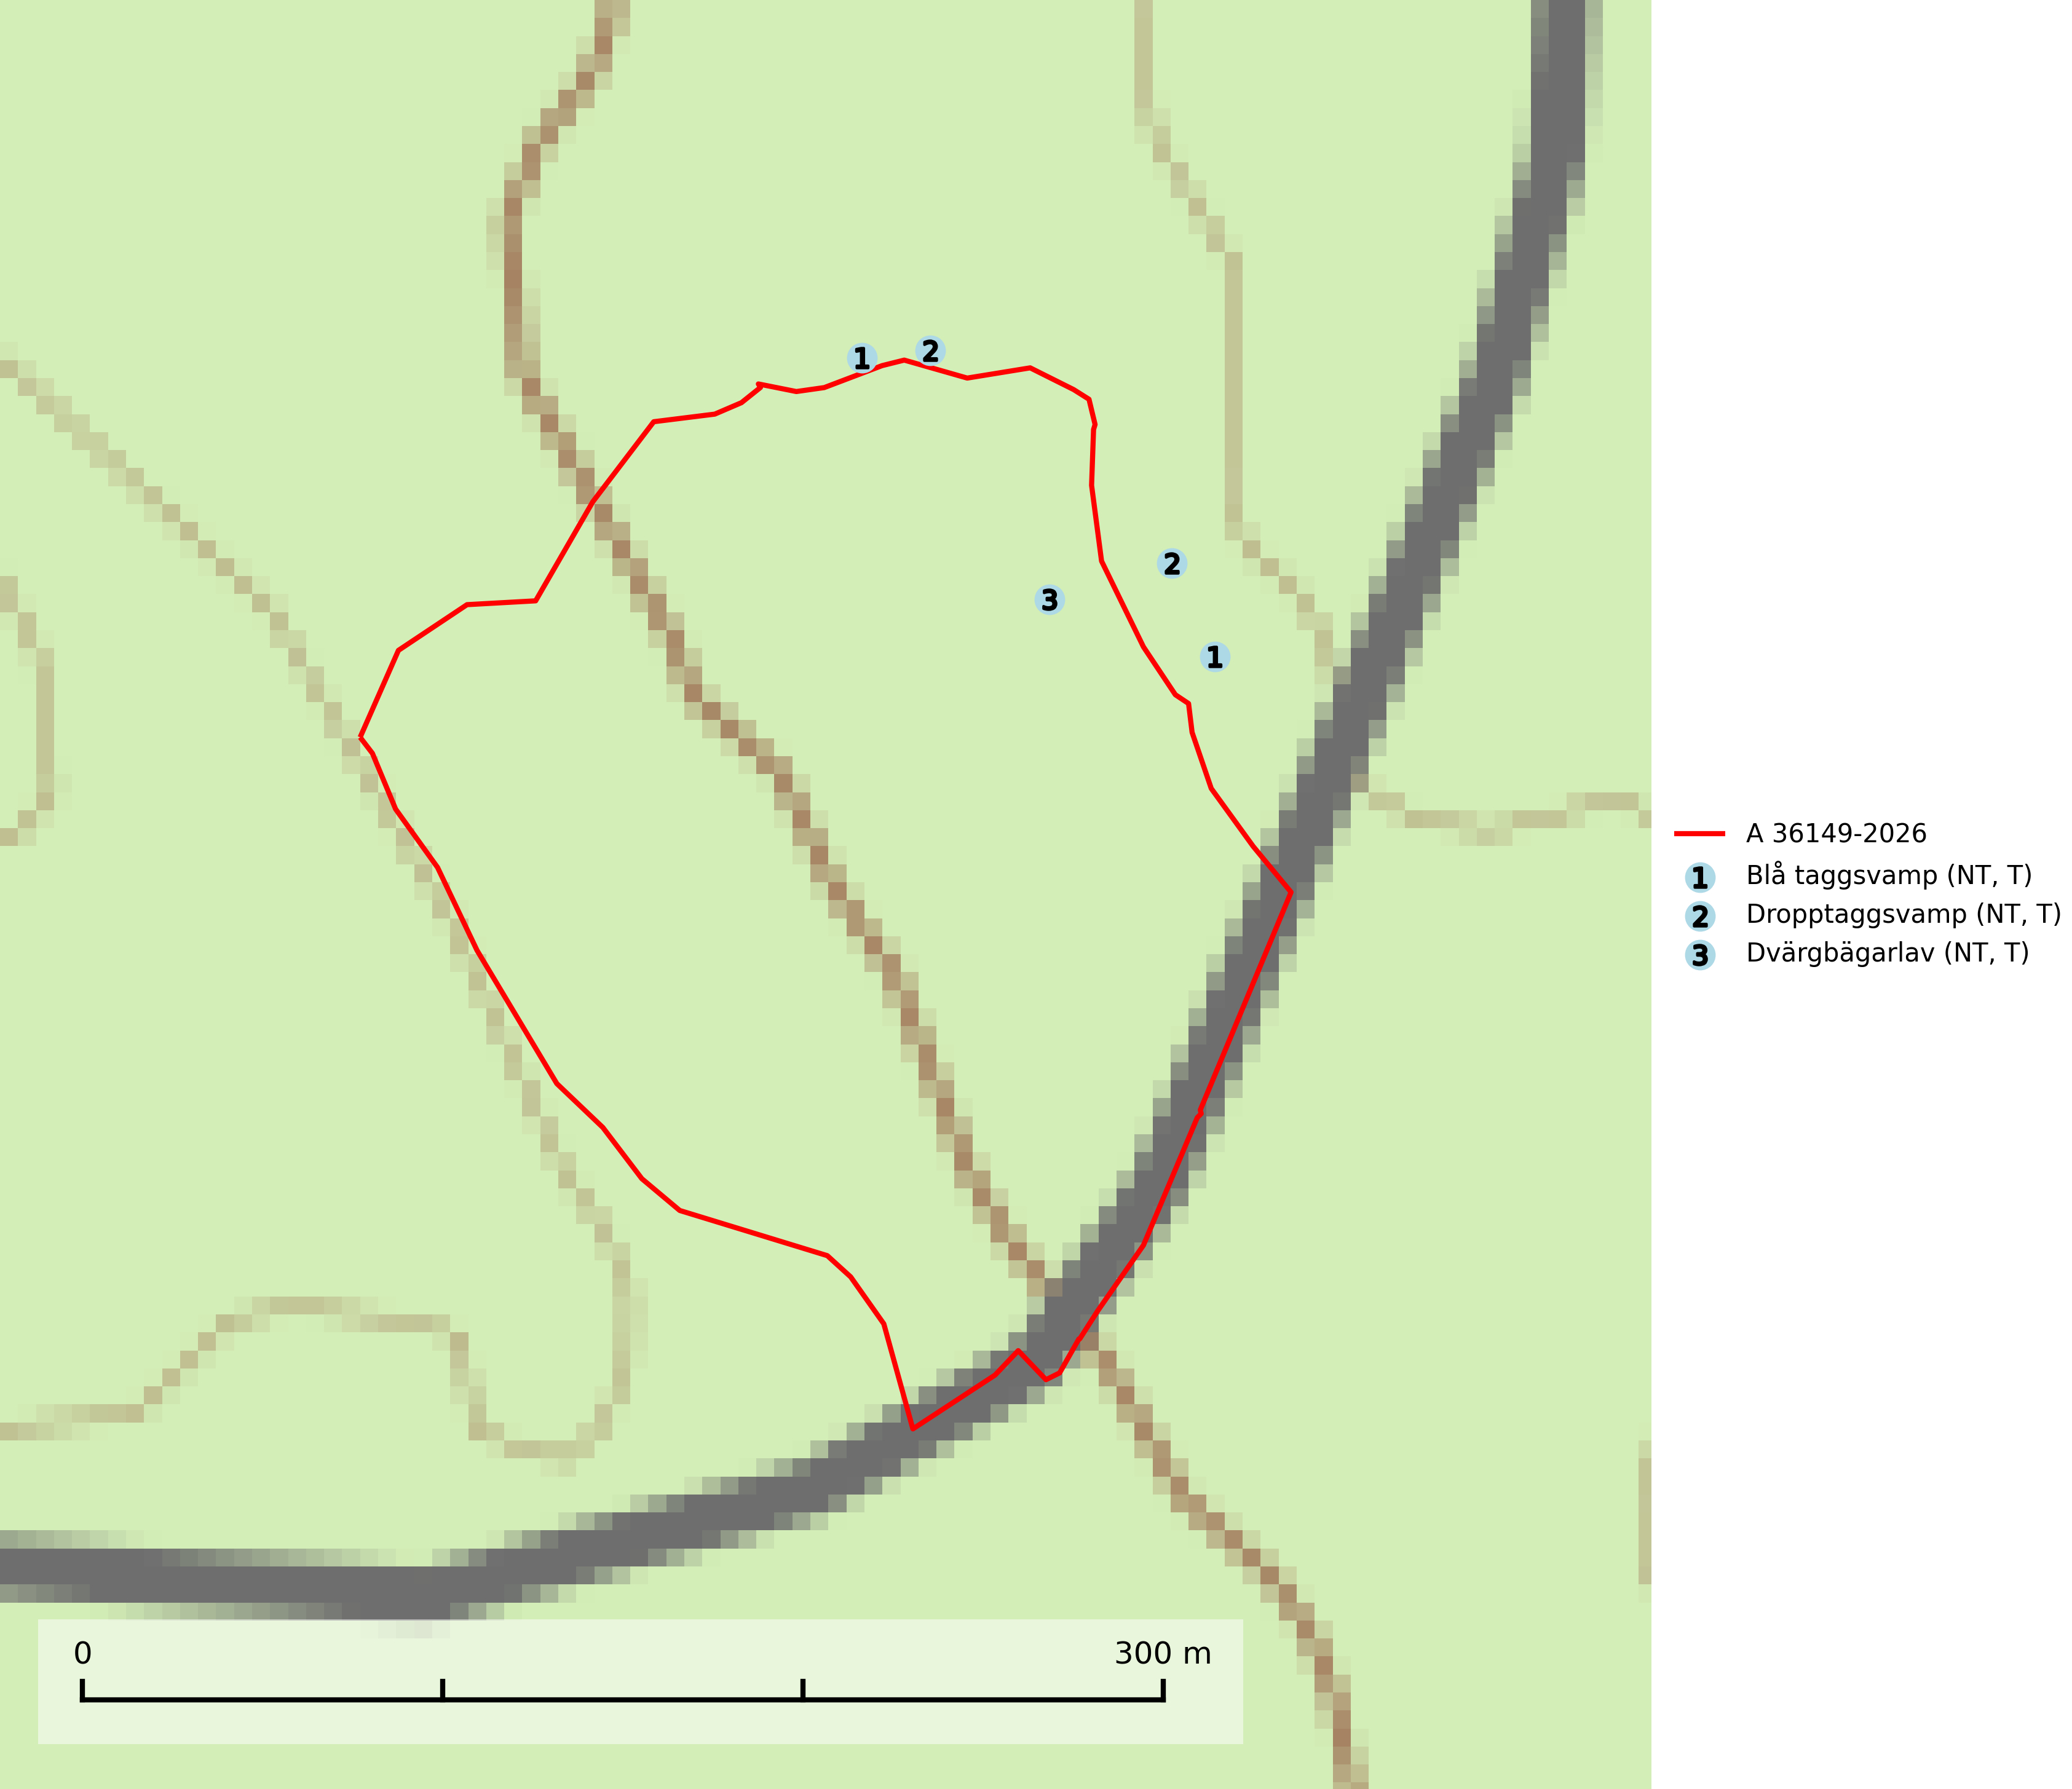 1
2
2
3
1
A 36149-2026
1 Blå taggsvamp (NT, T)
2 Dropptaggsvamp (NT, T)
3 Dvärgbägarlav (NT, T)
0 300 m